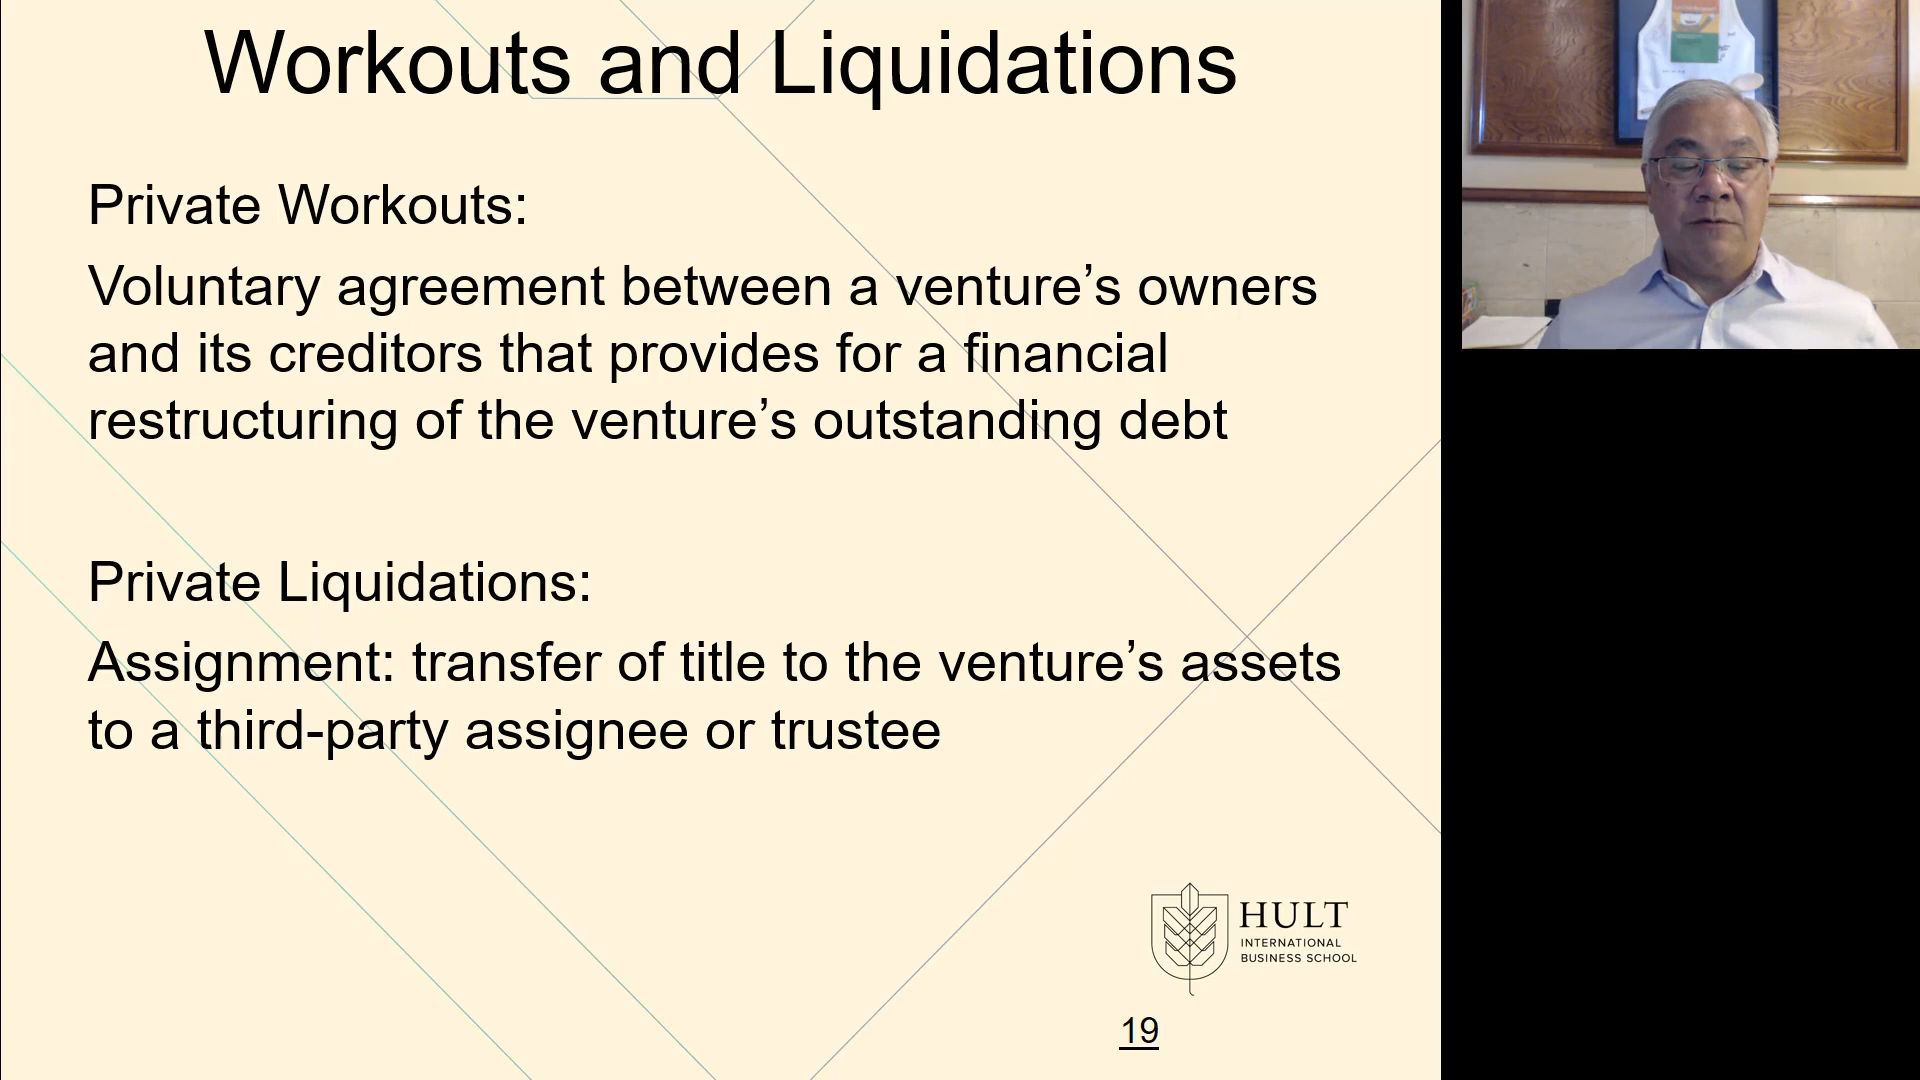 Workouts and Liquidations
Private Workouts:
Voluntary agreement between a venture’s owners
and its creditors that provides for a financial
restructuring of the venture’s outstanding debt
Private Liquidations:
Assignment: transfer of title to the venture’s assets
to a third-party assignee or trustee
HULT
INTERNATIONAL
BUSINESS SCHOOL
19